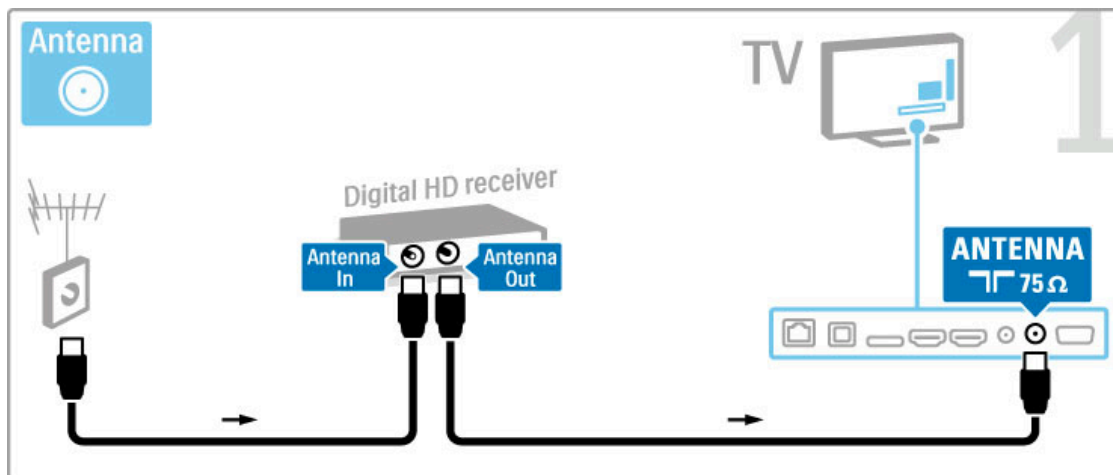 Antenna
TV
1
Digital HD receiver
Antenna
In
Antenna
Out
ANTENNA
75 Ω